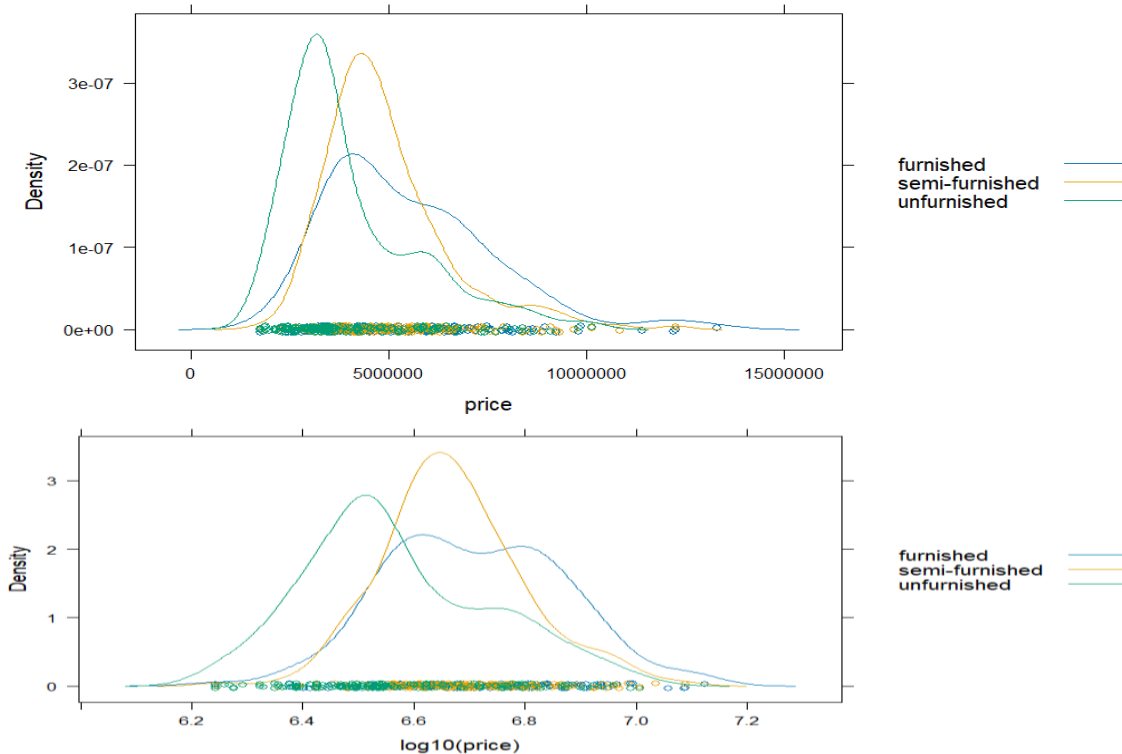 3e-07
2e-07
1e-07
0e+00
Density
0
5000000
10000000
15000000
price
furnished
semi-furnished
unfurnished
3
2
1
0
Density
6.2
6.4
6.6
6.8
7.0
7.2
log10(price)
furnished
semi-furnished
unfurnished